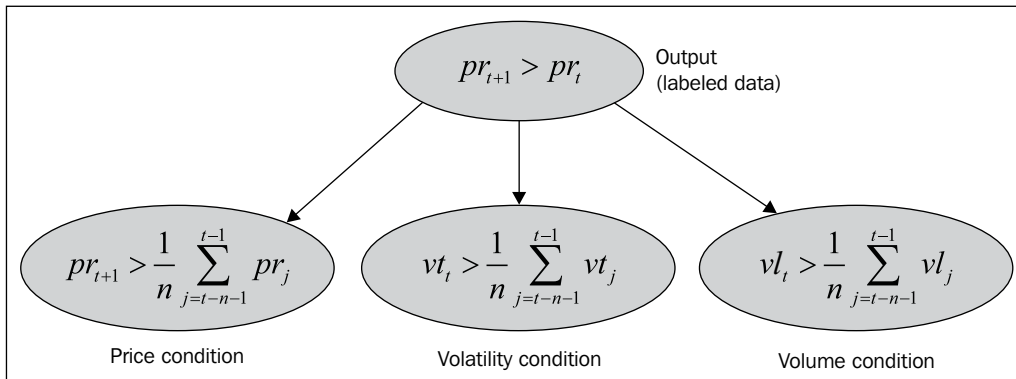 pr_{t+1} > pr_t
Output
(labeled data)
pr_{t+1} > \frac{1}{n} \sum_{j=t-n-1}^{t-1} pr_j
vt_t > \frac{1}{n} \sum_{j=t-n-1}^{t-1} vt_j
vl_t > \frac{1}{n} \sum_{j=t-n-1}^{t-1} vl_j
Price condition
Volatility condition
Volume condition